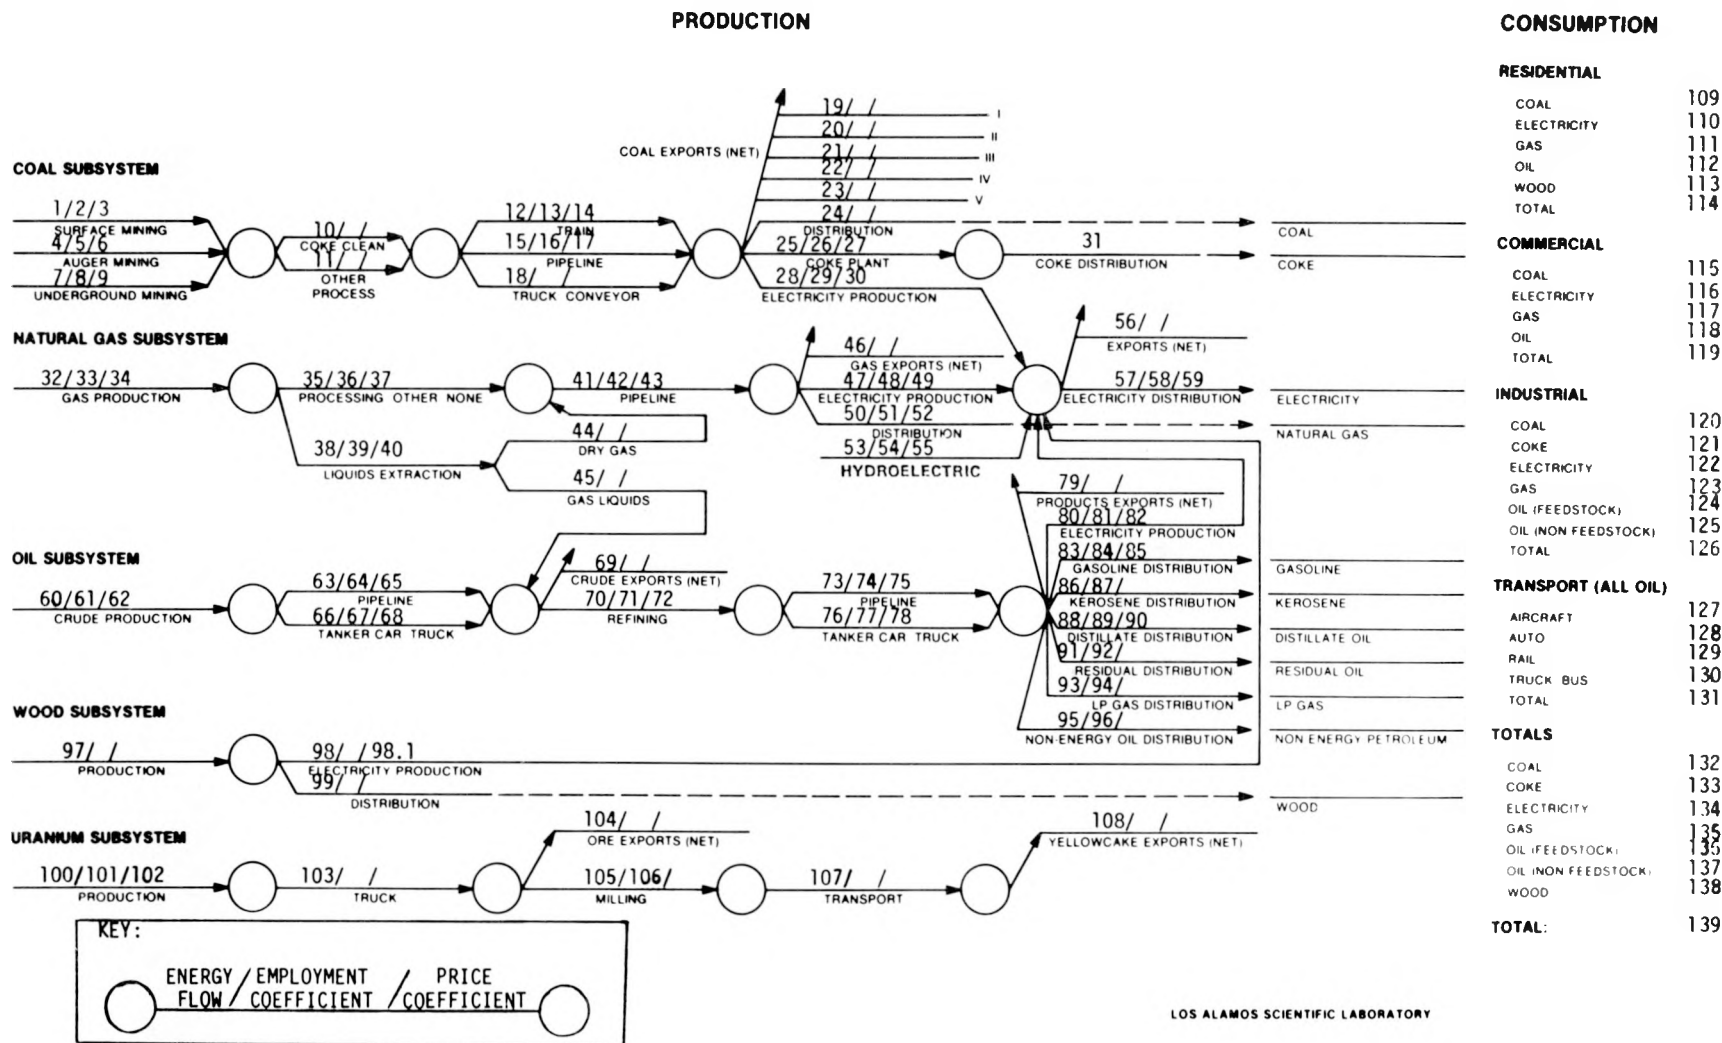 PRODUCTION
COAL SUBSYSTEM
1/2/3
SURFACE MINING
4/5/6
AUGER MINING
7/8/9
UNDERGROUND MINING
10/ /
COKE CLEAN
11/ /
OTHER
PROCESS
12/13/14
TRAIN
15/16/17
PIPELINE
18/ /
TRUCK CONVEYOR
COAL EXPORTS (NET)
19/ /
I
20/ /
II
21/ /
III
22/ /
IV
23/ /
V
24/ /
DISTRIBUTION
COAL
25/26/27
COKE PLANT
31
COKE DISTRIBUTION
COKE
28/29/30
ELECTRICITY PRODUCTION
NATURAL GAS SUBSYSTEM
32/33/34
GAS PRODUCTION
35/36/37
PROCESSING OTHER NONE
38/39/40
LIQUIDS EXTRACTION
41/42/43
PIPELINE
44/ /
DRY GAS
45/ /
GAS LIQUIDS
46/ /
GAS EXPORTS (NET)
47/48/49
ELECTRICITY PRODUCTION
50/51/52
DISTRIBUTION
NATURAL GAS
53/54/55
HYDROELECTRIC
56/ /
EXPORTS (NET)
57/58/59
ELECTRICITY DISTRIBUTION
ELECTRICITY
OIL SUBSYSTEM
60/61/62
CRUDE PRODUCTION
63/64/65
PIPELINE
66/67/68
TANKER CAR TRUCK
69/ /
CRUDE EXPORTS (NET)
70/71/72
REFINING
73/74/75
PIPELINE
76/77/78
TANKER CAR TRUCK
79/ /
PRODUCTS EXPORTS (NET)
80/81/82
ELECTRICITY PRODUCTION
83/84/85
GASOLINE DISTRIBUTION
GASOLINE
86/87/
KEROSENE DISTRIBUTION
KEROSENE
88/89/90
DISTILLATE DISTRIBUTION
DISTILLATE OIL
91/92/
RESIDUAL DISTRIBUTION
RESIDUAL OIL
93/94/
LP GAS DISTRIBUTION
LP GAS
95/96/
NON-ENERGY OIL DISTRIBUTION
NON ENERGY PETROLEUM
WOOD SUBSYSTEM
97/ /
PRODUCTION
98/ /98.1
ELECTRICITY PRODUCTION
99/ /
DISTRIBUTION
WOOD
URANIUM SUBSYSTEM
100/101/102
PRODUCTION
103/ /
TRUCK
104/ /
ORE EXPORTS (NET)
105/106/
MILLING
107/ /
TRANSPORT
108/ /
YELLOWCAKE EXPORTS (NET)
KEY:
ENERGY / EMPLOYMENT / PRICE
FLOW / COEFFICIENT / COEFFICIENT
CONSUMPTION
RESIDENTIAL
COAL 109
ELECTRICITY 110
GAS 111
OIL 112
WOOD 113
TOTAL 114
COMMERCIAL
COAL 115
ELECTRICITY 116
GAS 117
OIL 118
TOTAL 119
INDUSTRIAL
COAL 120
COKE 121
ELECTRICITY 122
GAS 123
OIL (FEEDSTOCK) 124
OIL (NON FEEDSTOCK) 125
TOTAL 126
TRANSPORT (ALL OIL)
AIRCRAFT 127
AUTO 128
RAIL 129
TRUCK BUS 130
TOTAL 131
TOTALS
COAL 132
COKE 133
ELECTRICITY 134
GAS 135
OIL (FEEDSTOCK)
OIL (NON FEEDSTOCK) 137
WOOD 138
TOTAL: 139
LOS ALAMOS SCIENTIFIC LABORATORY